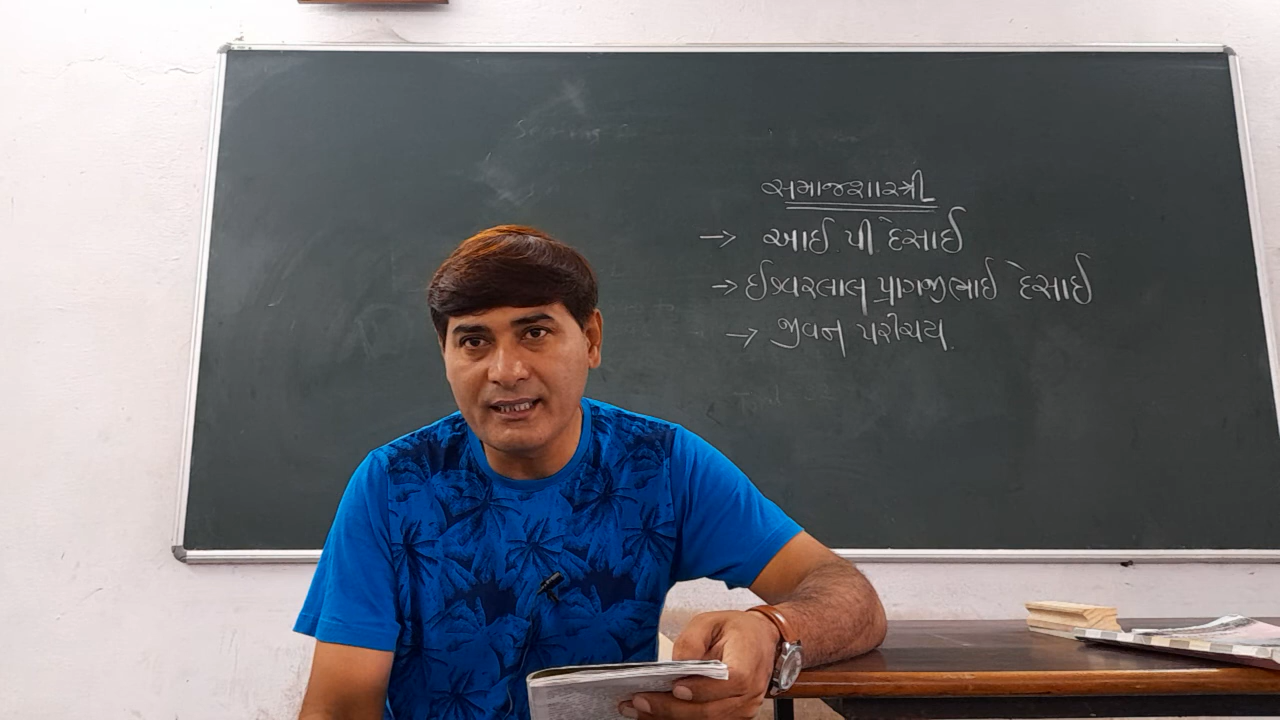 સમાજશાસ્ત્રી
→ આઈ. પી. દેસાઈ
→ ઈશ્વરલાલ પ્રાગજીભાઈ દેસાઈ
→ જીવન પરીચય.